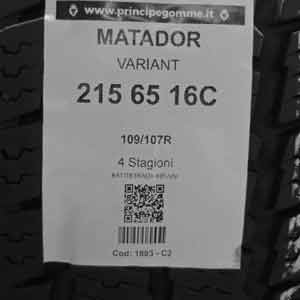 www.principegomme.it
MATADOR
VARIANT
215 65 16C
109/107R
4 Stagioni
Cod: 1893 - C2